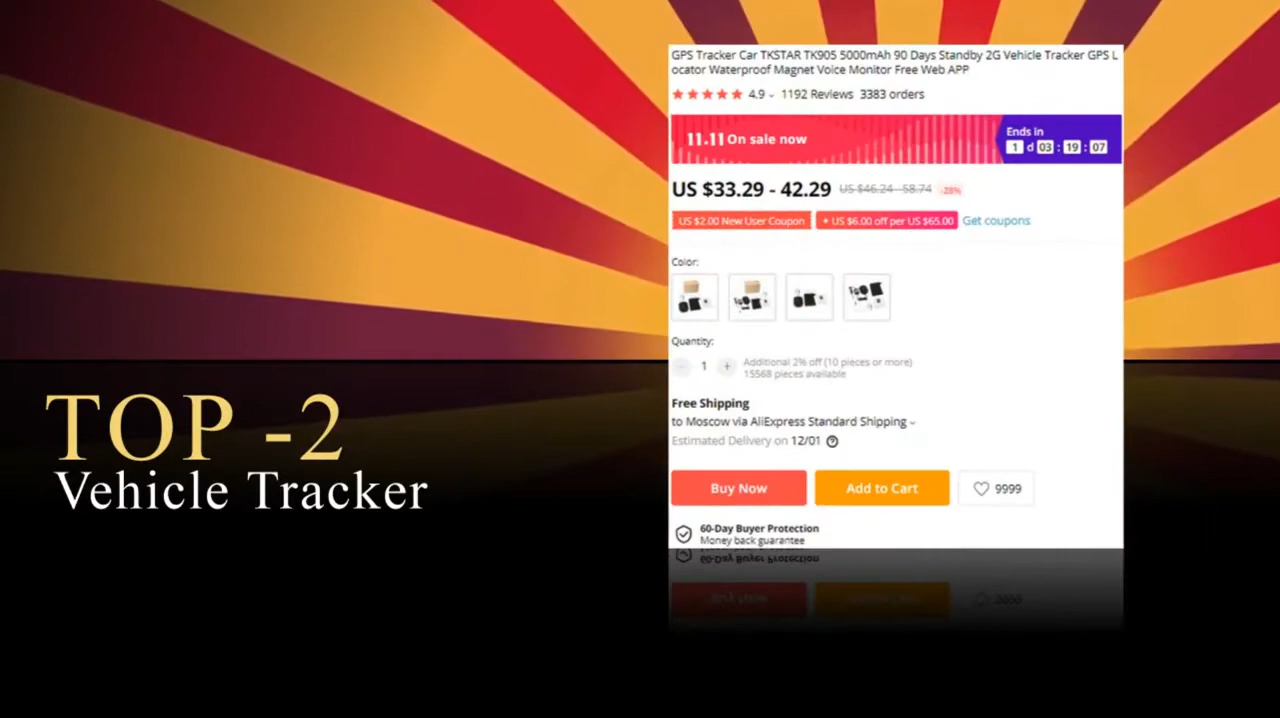 GPS Tracker Car TKSTAR TK905 5000mAh 90 Days Standby 2G Vehicle Tracker GPS L
ocator Waterproof Magnet Voice Monitor Free Web APP
4.9 1192 Reviews 3383 orders
11.11 On sale now
Ends in
1 d 03 : 19 : 07
US $33.29 - 42.29 US $46.24 - 58.74 -28%
US $2.00 New User Coupon + US $6.00 off per US $65.00 Get coupons
Color:
Quantity:
- 1 + Additional 2% off (10 pieces or more)
15568 pieces available
Free Shipping
to Moscow via AliExpress Standard Shipping
Estimated Delivery on 12/01 ?
Buy Now Add to Cart 9999
60-Day Buyer Protection
Money back guarantee
TOP -2
Vehicle Tracker